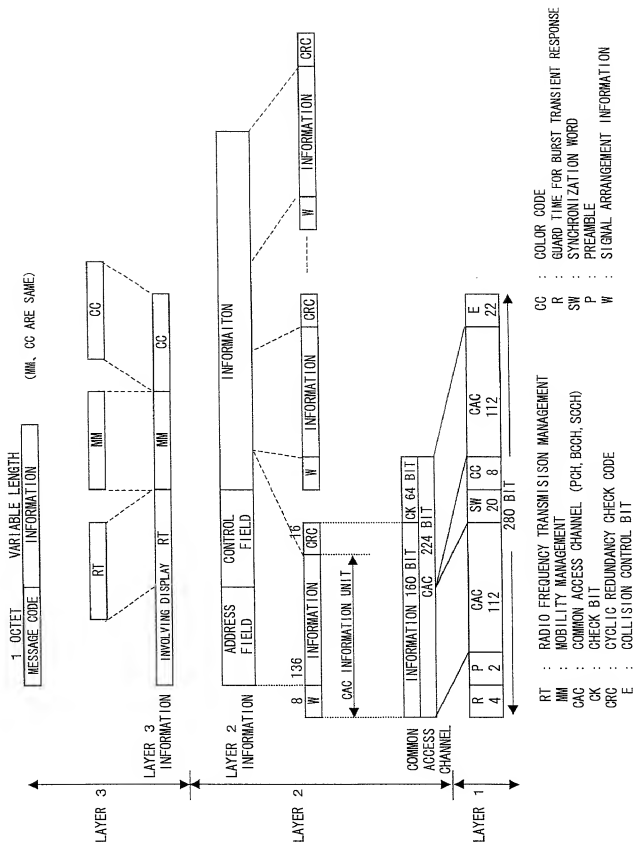 1 OCTET VARIABLE LENGTH
MESSAGE CODE INFORMATION (MM、CC ARE SAME)
LAYER 3
RT MM CC
LAYER 3 INFORMATION
INVOLVING DISPLAY RT MM CC
LAYER 2
LAYER 2 INFORMATION
ADDRESS FIELD CONTROL FIELD INFORMAITON
8 136 16
W INFORMATION CRC W INFORMATION CRC W INFORMATION CRC
CAC INFORMATION UNIT
COMMON ACCESS CHANNEL
INFORMATION 160 BIT CK 64 BIT
CAC 224 BIT
LAYER 1
R P CAC SW CC CAC E
4 2 112 20 8 112 22
280 BIT
RT : RADIO FREQUENCY TRANSMISISON MANAGEMENT
MM : MOBILITY MANAGEMENT
CAC : COMMON ACCESS CHANNEL (PCH, BCCH, SCCH)
CK : CHECK BIT
CRC : CYCLIC REDUNDANCY CHECK CODE
E : COLLISION CONTROL BIT
CC : COLOR CODE
R : GUARD TIME FOR BURST TRANSIENT RESPONSE
SW : SYNCHRONIZATION WORD
P : PREAMBLE
W : SIGNAL ARRANGEMENT INFORMATION